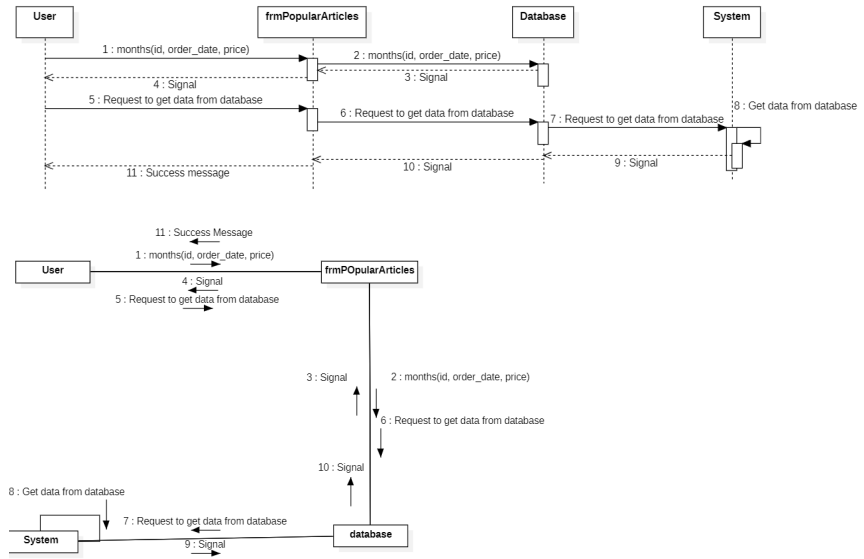 User
frmPopularArticles
Database
System
1 : months(id, order_date, price)
2 : months(id, order_date, price)
3 : Signal
4 : Signal
5 : Request to get data from database
6 : Request to get data from database
7 : Request to get data from database
8 : Get data from database
9 : Signal
10 : Signal
11 : Success message
11 : Success Message
1 : months(id, order_date, price)
User
frmPOpularArticles
4 : Signal
5 : Request to get data from database
3 : Signal
2 : months(id, order_date, price)
6 : Request to get data from database
10 : Signal
8 : Get data from database
7 : Request to get data from database
System
database
9 : Signal